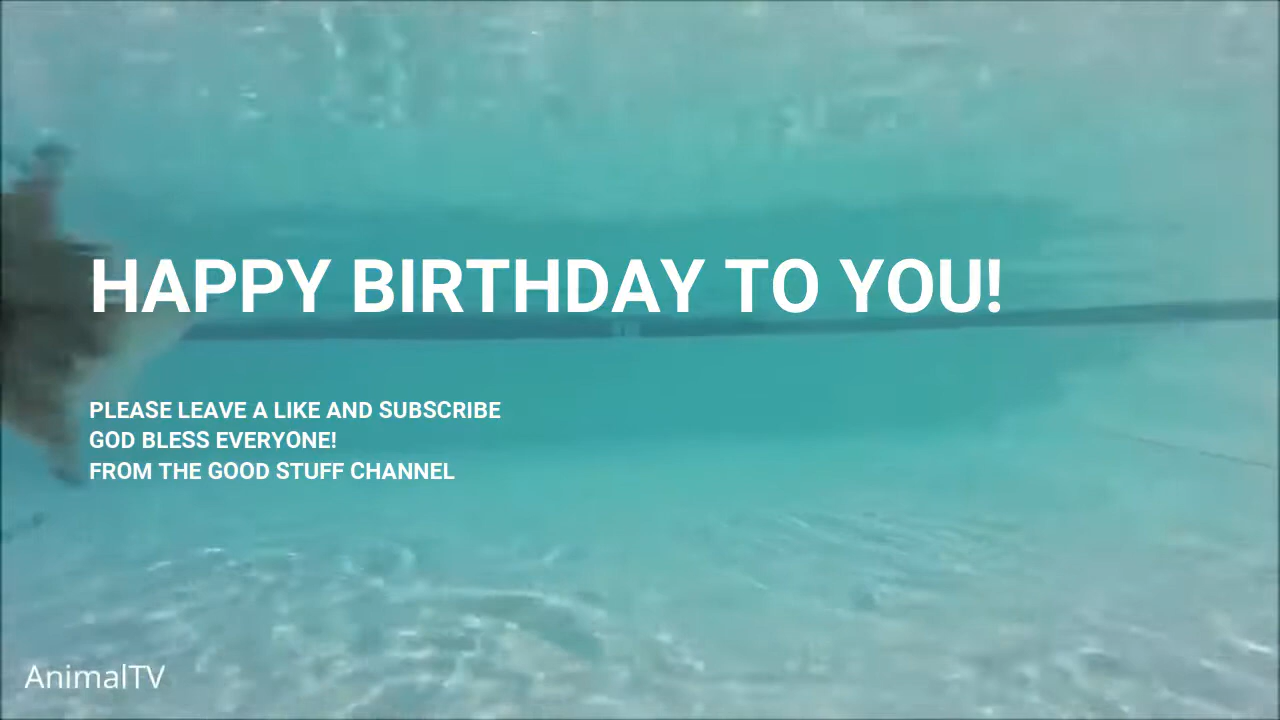 HAPPY BIRTHDAY TO YOU!
PLEASE LEAVE A LIKE AND SUBSCRIBE
GOD BLESS EVERYONE!
FROM THE GOOD STUFF CHANNEL
AnimalTV